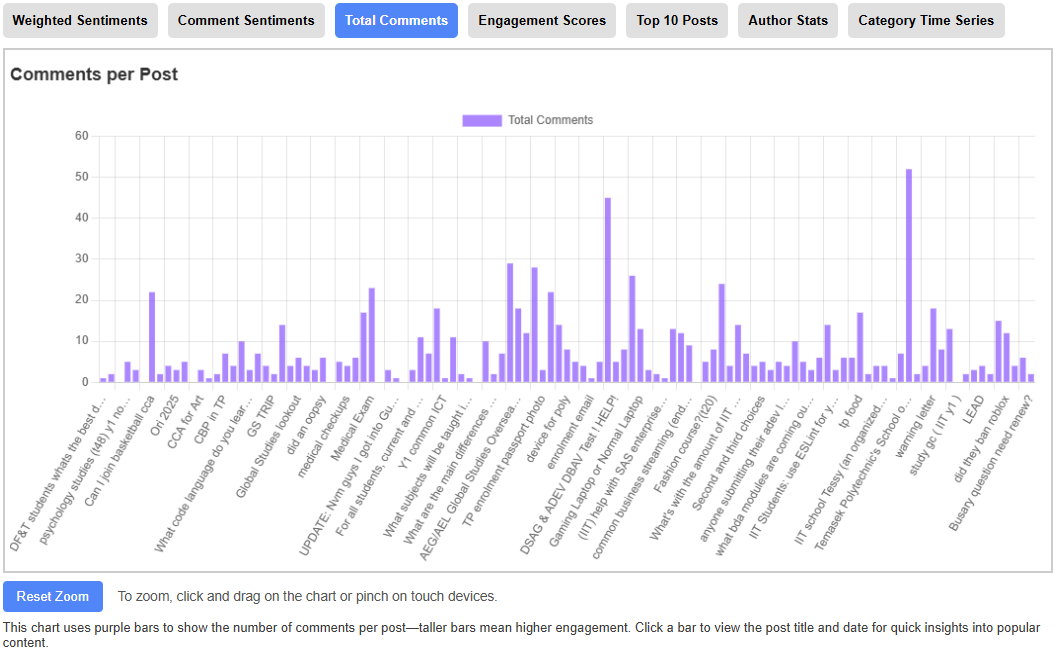 Weighted Sentiments
Comment Sentiments
Total Comments
Engagement Scores
Top 10 Posts
Author Stats
Category Time Series
Comments per Post
Total Comments
60
50
40
30
20
10
0
DF&T students whats the best d...
psychology studies (t48) y1 no...
Can I join basketball cca
Ori 2025
CCA for Art
CBP in TP
What code language do you lear...
GS TRIP
Global Studies lookout
did an oopsy
medical checkups
Medical Exam
UPDATE: Nvm guys I got into Gu...
For all students, current and ...
Y1 common ICT
What subjects will be taught i...
What are the main differences ...
AEG/AEL Global Studies Oversea...
TP enrolment passport photo
device for poly
enrolment email
DSAG & ADEV DBAV Test ! HELP!
Gaming Laptop or Normal Laptop
(IIT) help with SAS enterprise...
common business streaming (end...
Fashion course?(t20)
What's with the amount of IIT ...
Second and third choices
anyone submitting their adev l...
what bda modules are coming ou...
IIT Students: use ESLint for y...
tp food
IIT school Tessy (an organized...
Temasek Polytechnic's School o...
warning letter
study gc ( IIT y1 )
LEAD
did they ban roblox
Busary question need renew?
Reset Zoom
To zoom, click and drag on the chart or pinch on touch devices.
This chart uses purple bars to show the number of comments per post—taller bars mean higher engagement. Click a bar to view the post title and date for quick insights into popular
content.